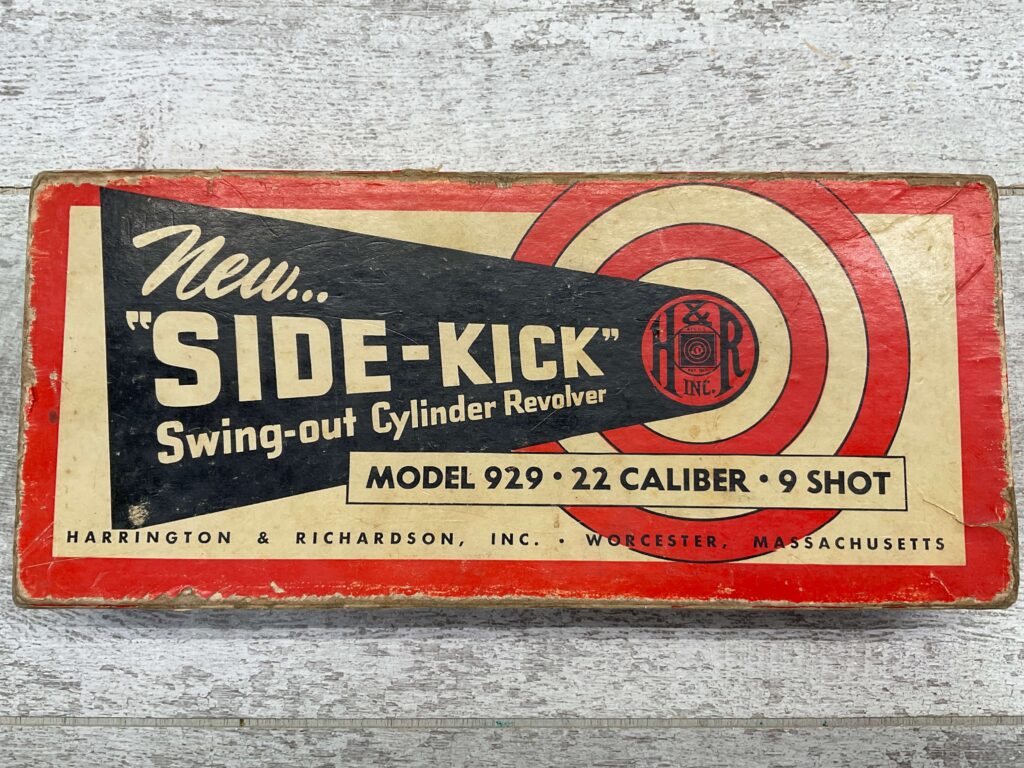 New...
"SIDE-KICK"
Swing-out Cylinder Revolver
H&R
INC.
MODEL 929 • 22 CALIBER • 9 SHOT
HARRINGTON & RICHARDSON, INC. • WORCESTER, MASSACHUSETTS